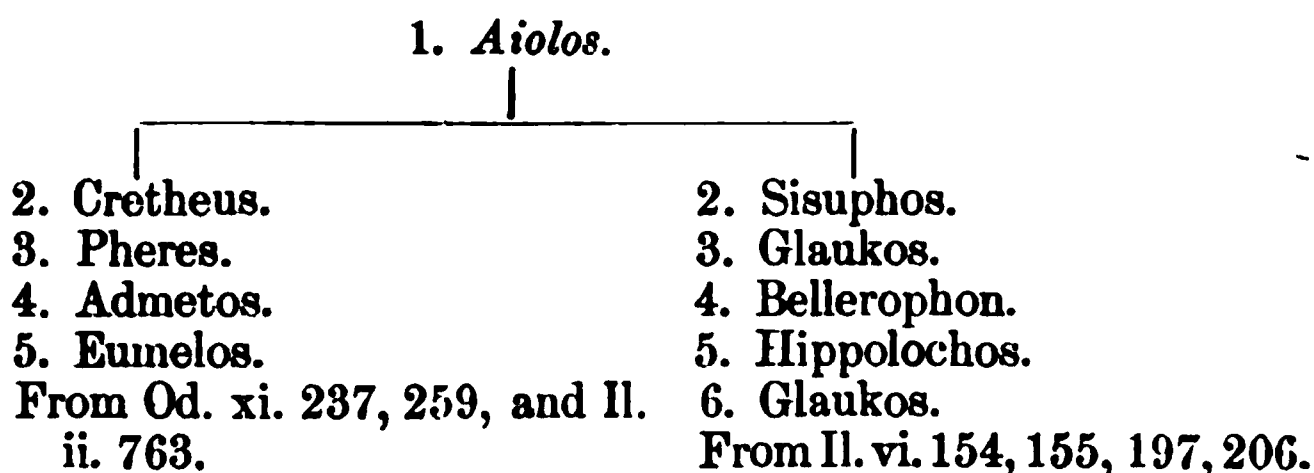 1. Aiolos.
2. Cretheus.
3. Pheres.
4. Admetos.
5. Eumelos.
From Od. xi. 237, 259, and Il.
ii. 763.
2. Sisuphos.
3. Glaukos.
4. Bellerophon.
5. Hippolochos.
6. Glaukos.
From Il. vi. 154, 155, 197, 206.